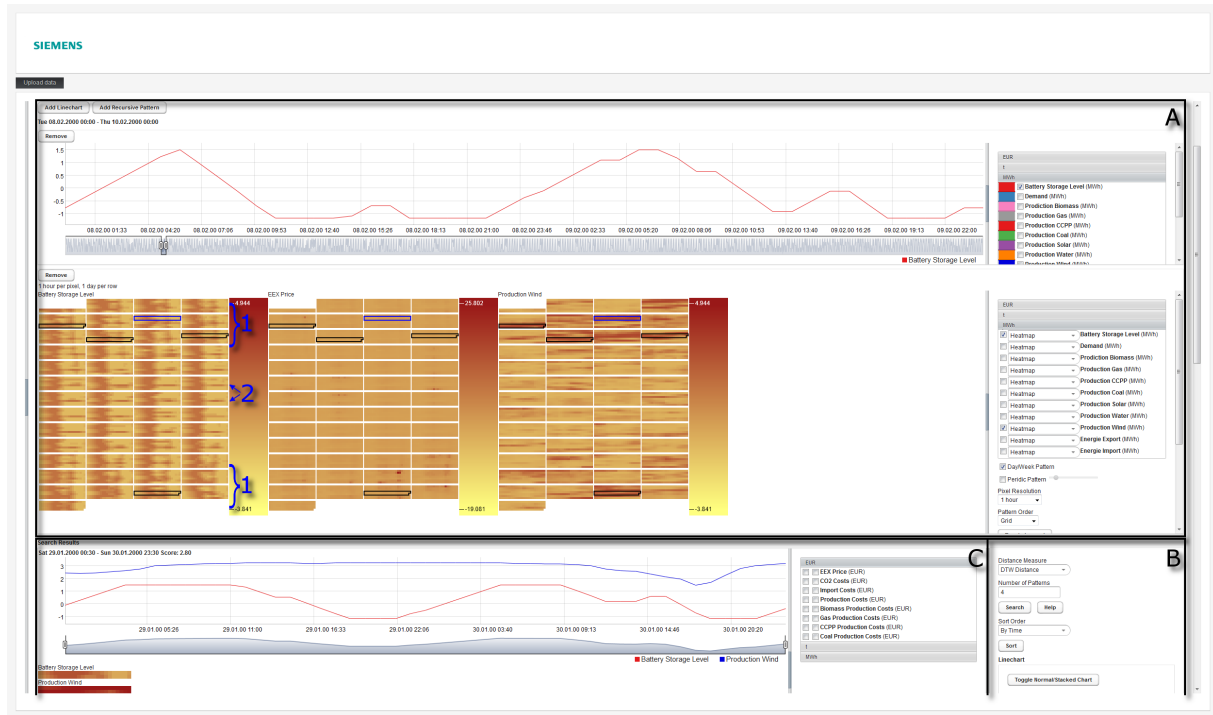 SIEMENS
Upload data
Add Linechart Add Recursive Pattern
A
Tue 08.02.2000 00:00 - Thu 10.02.2000 00:00
Remove
1.5
1
0.5
0
-0.5
-1
08.02.00 01:33 08.02.00 04:20 08.02.00 07:06 08.02.00 09:53 08.02.00 12:40 08.02.00 15:26 08.02.00 18:13 08.02.00 21:00 08.02.00 23:46 09.02.00 02:33 09.02.00 05:20 09.02.00 08:06 09.02.00 10:53 09.02.00 13:40 09.02.00 16:26 09.02.00 19:13 09.02.00 22:00
Battery Storage Level
EUR
t
MWh
Battery Storage Level (MWh)
Demand (MWh)
Prodiction Biomass (MWh)
Production Gas (MWh)
Production CCPP (MWh)
Production Coal (MWh)
Production Solar (MWh)
Production Water (MWh)
Production Wind (MWh)
Remove
1 hour per pixel, 1 day per row
Battery Storage Level EEX Price Production Wind
4.944 25.802 4.944
1
2
1
-3.841 -19.081 -3.841
EUR
t
MWh
Heatmap Battery Storage Level (MWh)
Heatmap Demand (MWh)
Heatmap Prodiction Biomass (MWh)
Heatmap Production Gas (MWh)
Heatmap Production CCPP (MWh)
Heatmap Production Coal (MWh)
Heatmap Production Solar (MWh)
Heatmap Production Water (MWh)
Heatmap Production Wind (MWh)
Heatmap Energie Export (MWh)
Heatmap Energie Import (MWh)
Day/Week Pattern
Peridic Pattern
Pixel Resolution
1 hour
Pattern Order
Grid
Search Results
C
Sat 29.01.2000 00:30 - Sun 30.01.2000 23:30 Score: 2.80
3
2
1
0
-1
29.01.00 05:26 29.01.00 11:00 29.01.00 16:33 29.01.00 22:06 30.01.00 03:40 30.01.00 09:13 30.01.00 14:46 30.01.00 20:20
Battery Storage Level Production Wind
Battery Storage Level
Production Wind
EUR
EEX Price (EUR)
CO2 Costs (EUR)
Import Costs (EUR)
Production Costs (EUR)
Biomass Production Costs (EUR)
Gas Production Costs (EUR)
CCPP Production Costs (EUR)
Coal Production Costs (EUR)
t
MWh
B
Distance Measure
DTW Distance
Number of Patterns
4
Search Help
Sort Order
By Time
Sort
Linechart
Toggle Normal/Stacked Chart